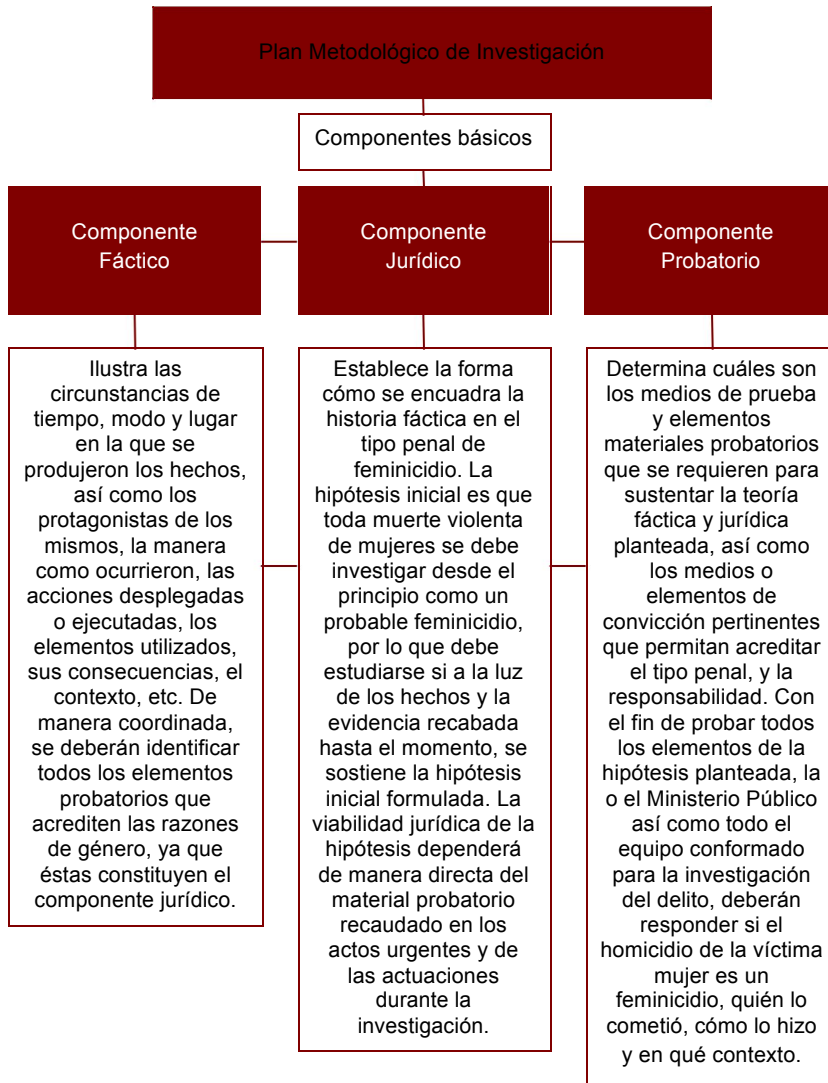 Plan Metodológico de Investigación
Componentes básicos
Componente
Fáctico
Componente
Jurídico
Componente
Probatorio
Ilustra las
circunstancias de
tiempo, modo y lugar
en la que se
produjeron los hechos,
así como los
protagonistas de los
mismos, la manera
como ocurrieron, las
acciones desplegadas
o ejecutadas, los
elementos utilizados,
sus consecuencias, el
contexto, etc. De
manera coordinada,
se deberán identificar
todos los elementos
probatorios que
acrediten las razones
de género, ya que
éstas constituyen el
componente jurídico.
Establece la forma
cómo se encuadra la
historia fáctica en el
tipo penal de
feminicidio. La
hipótesis inicial es que
toda muerte violenta
de mujeres se debe
investigar desde el
principio como un
probable feminicidio,
por lo que debe
estudiarse si a la luz
de los hechos y la
evidencia recabada
hasta el momento, se
sostiene la hipótesis
inicial formulada. La
viabilidad jurídica de la
hipótesis dependerá
de manera directa del
material probatorio
recaudado en los
actos urgentes y de
las actuaciones
durante la
investigación.
Determina cuáles son
los medios de prueba
y elementos
materiales probatorios
que se requieren para
sustentar la teoría
fáctica y jurídica
planteada, así como
los medios o
elementos de
convicción pertinentes
que permitan acreditar
el tipo penal, y la
responsabilidad. Con
el fin de probar todos
los elementos de la
hipótesis planteada, la
o el Ministerio Público
así como todo el
equipo conformado
para la investigación
del delito, deberán
responder si el
homicidio de la víctima
mujer es un
feminicidio, quién lo
cometió, cómo lo hizo
y en qué contexto.